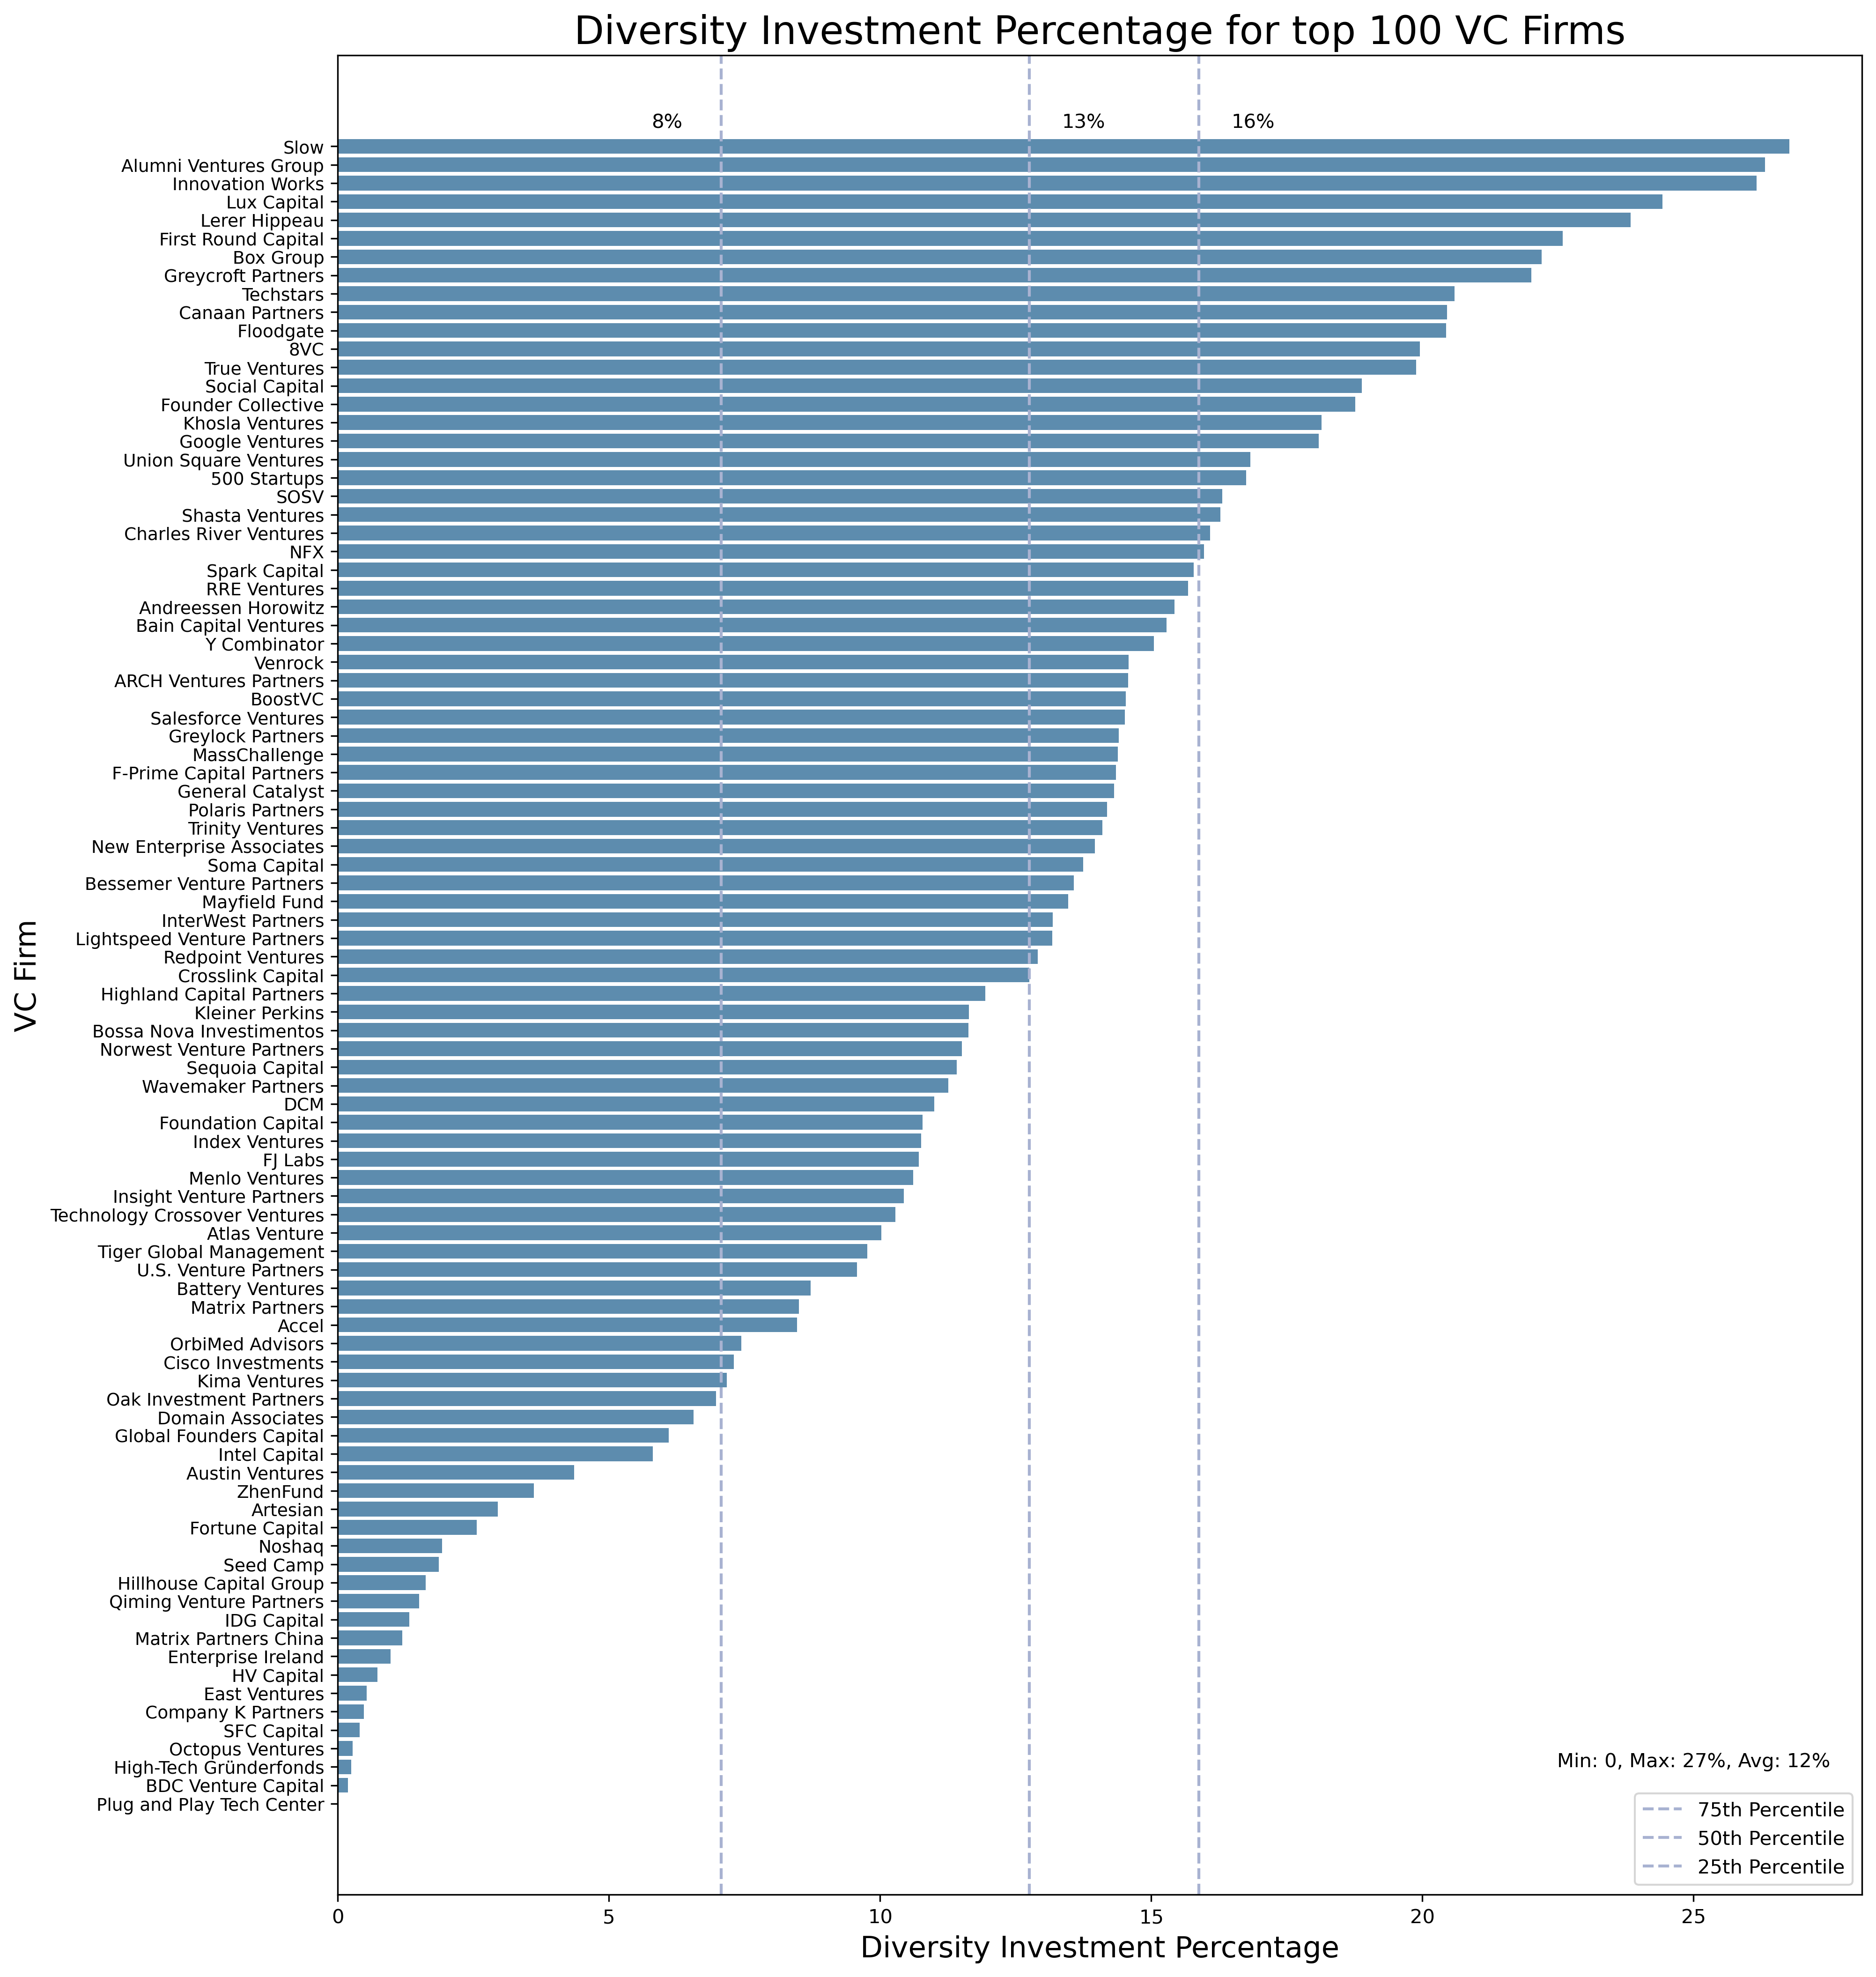 Diversity Investment Percentage for top 100 VC Firms
8%
13%
16%
Slow
Alumni Ventures Group
Innovation Works
Lux Capital
Lerer Hippeau
First Round Capital
Box Group
Greycroft Partners
Techstars
Canaan Partners
Floodgate
8VC
True Ventures
Social Capital
Founder Collective
Khosla Ventures
Google Ventures
Union Square Ventures
500 Startups
SOSV
Shasta Ventures
Charles River Ventures
NFX
Spark Capital
RRE Ventures
Andreessen Horowitz
Bain Capital Ventures
Y Combinator
Venrock
ARCH Ventures Partners
BoostVC
Salesforce Ventures
Greylock Partners
MassChallenge
F-Prime Capital Partners
General Catalyst
Polaris Partners
Trinity Ventures
New Enterprise Associates
Soma Capital
Bessemer Venture Partners
Mayfield Fund
InterWest Partners
Lightspeed Venture Partners
Redpoint Ventures
Crosslink Capital
Highland Capital Partners
Kleiner Perkins
Bossa Nova Investimentos
Norwest Venture Partners
Sequoia Capital
Wavemaker Partners
DCM
Foundation Capital
Index Ventures
FJ Labs
Menlo Ventures
Insight Venture Partners
Technology Crossover Ventures
Atlas Venture
Tiger Global Management
U.S. Venture Partners
Battery Ventures
Matrix Partners
Accel
OrbiMed Advisors
Cisco Investments
Kima Ventures
Oak Investment Partners
Domain Associates
Global Founders Capital
Intel Capital
Austin Ventures
ZhenFund
Artesian
Fortune Capital
Noshaq
Seed Camp
Hillhouse Capital Group
Qiming Venture Partners
IDG Capital
Matrix Partners China
Enterprise Ireland
HV Capital
East Ventures
Company K Partners
SFC Capital
Octopus Ventures
High-Tech Gründerfonds
BDC Venture Capital
Plug and Play Tech Center
VC Firm
Min: 0, Max: 27%, Avg: 12%
75th Percentile
50th Percentile
25th Percentile
0 5 10 15 20 25
Diversity Investment Percentage